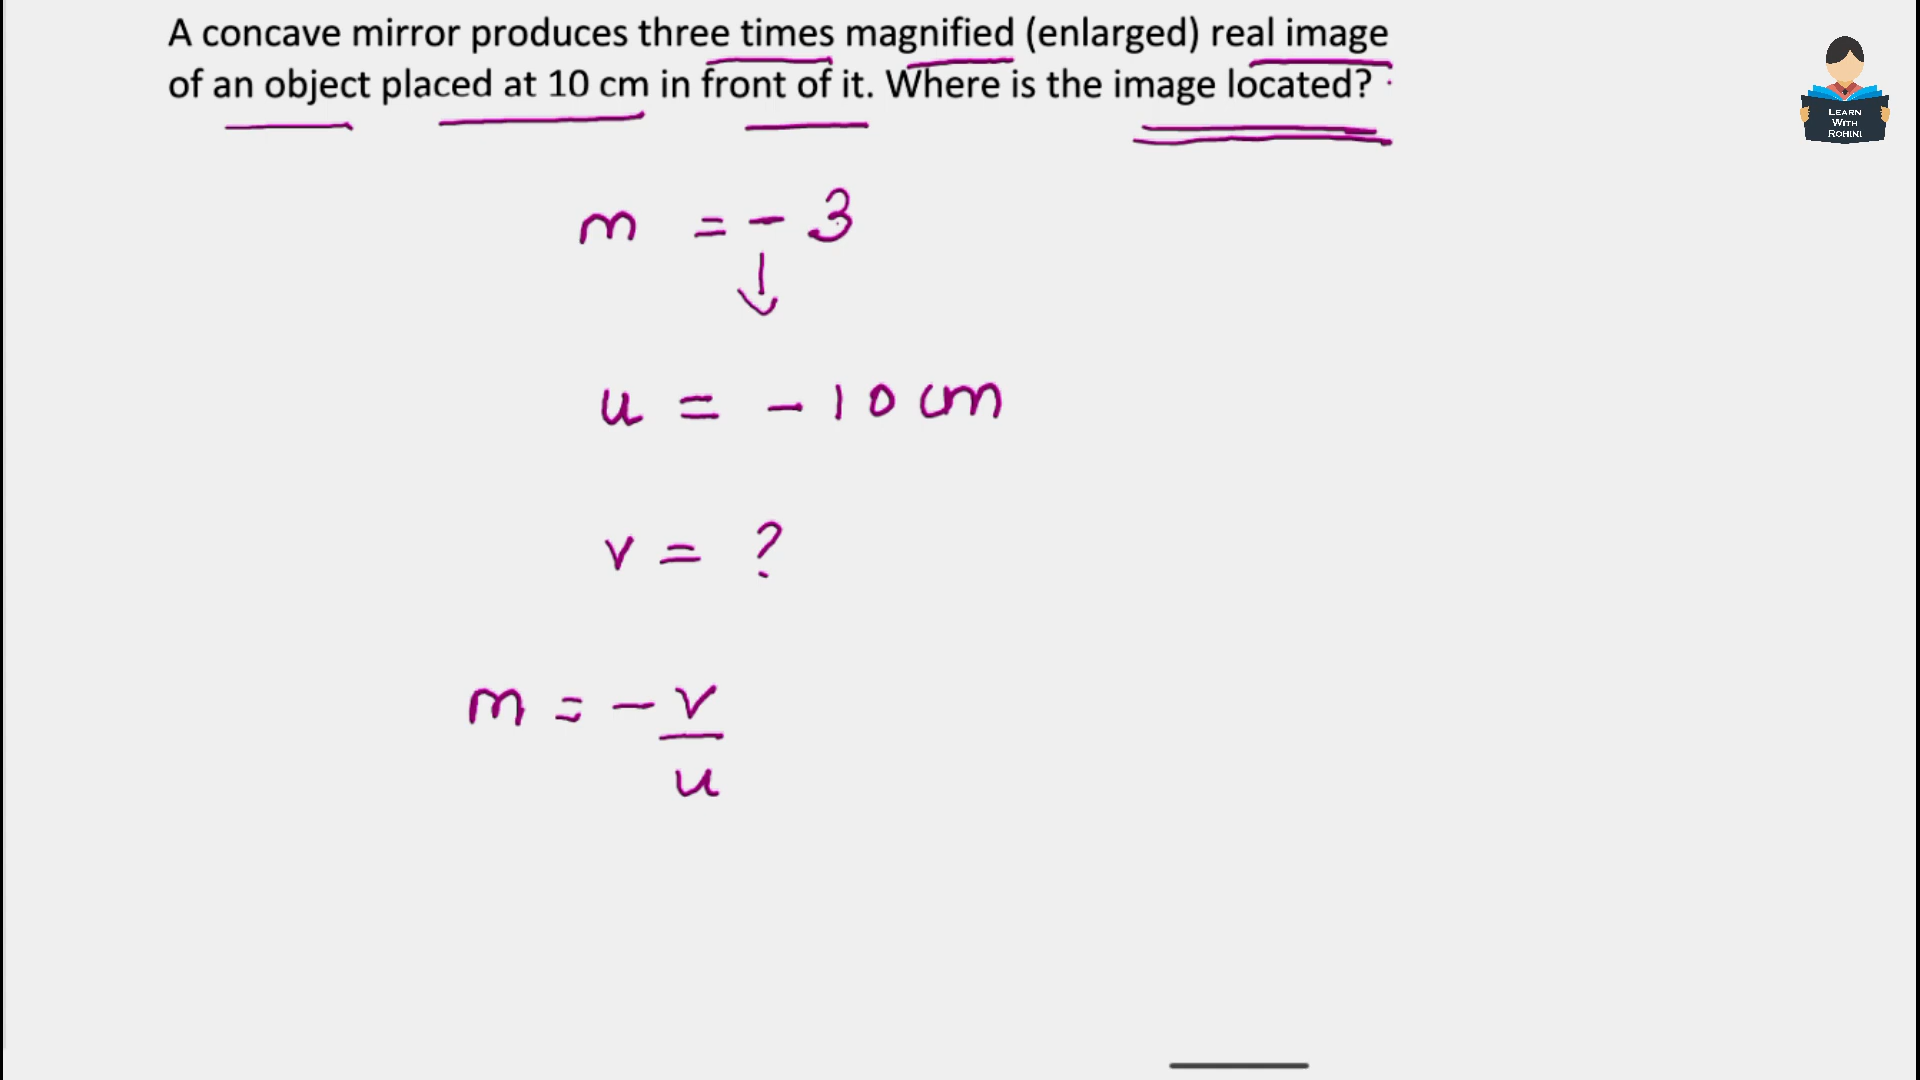 A concave mirror produces three times magnified (enlarged) real image
of an object placed at 10 cm in front of it. Where is the image located?
LEARN
WITH
ROHINI
m = - 3
u = - 10 cm
v = ?
m = - v
u